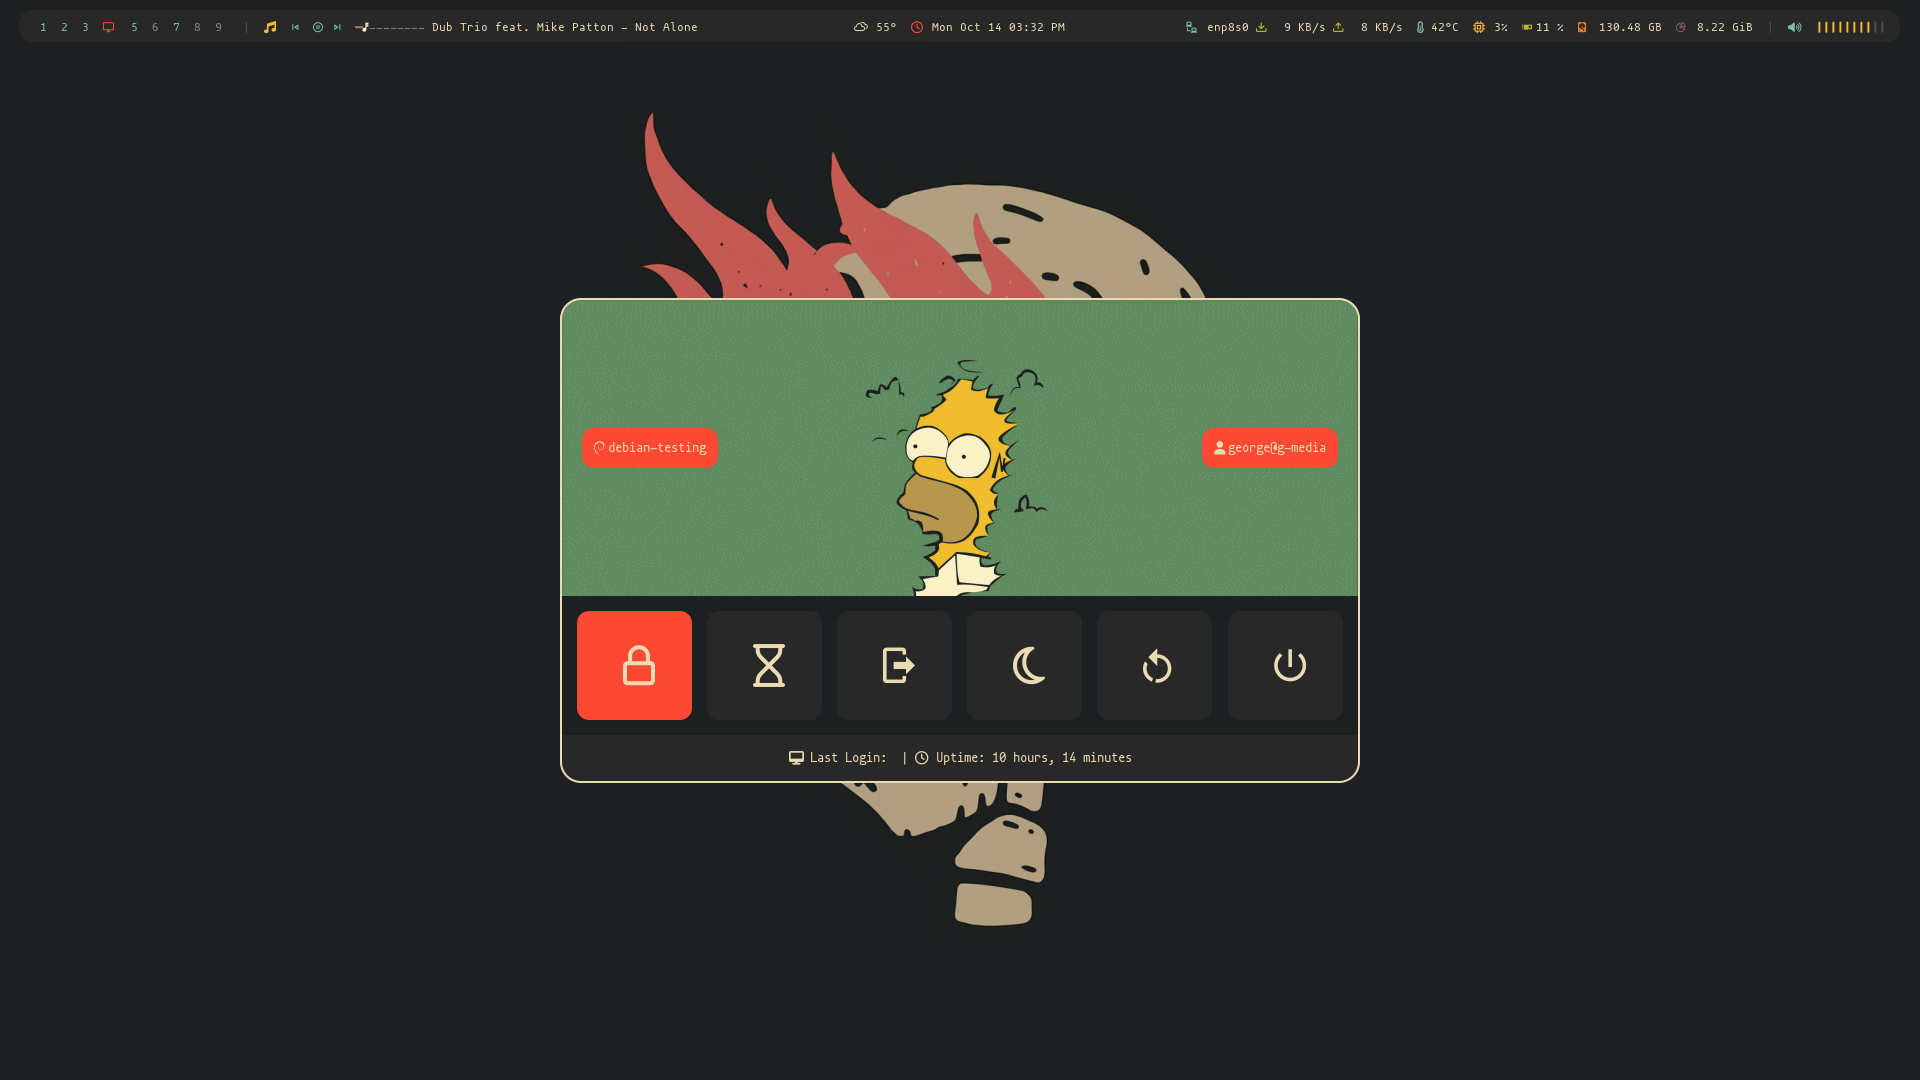 1 2 3 5 6 7 8 9 | Dub Trio feat. Mike Patton - Not Alone 55° Mon Oct 14 03:32 PM enp8s0 9 KB/s 8 KB/s 42°C 3% 11 % 130.48 GB 8.22 GiB |
debian-testing
george@g-media
Last Login: | Uptime: 10 hours, 14 minutes